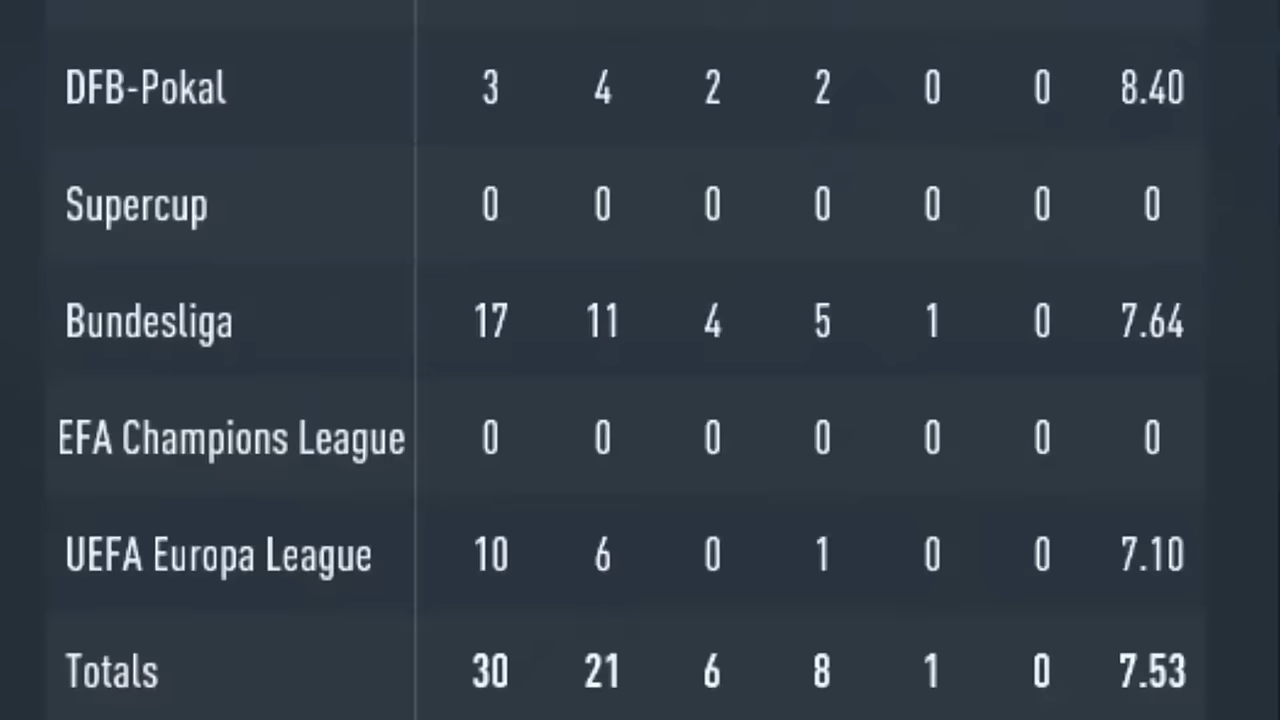 DFB-Pokal 3 4 2 2 0 0 8.40
Supercup 0 0 0 0 0 0 0
Bundesliga 17 11 4 5 1 0 7.64
EFA Champions League 0 0 0 0 0 0 0
UEFA Europa League 10 6 0 1 0 0 7.10
Totals 30 21 6 8 1 0 7.53